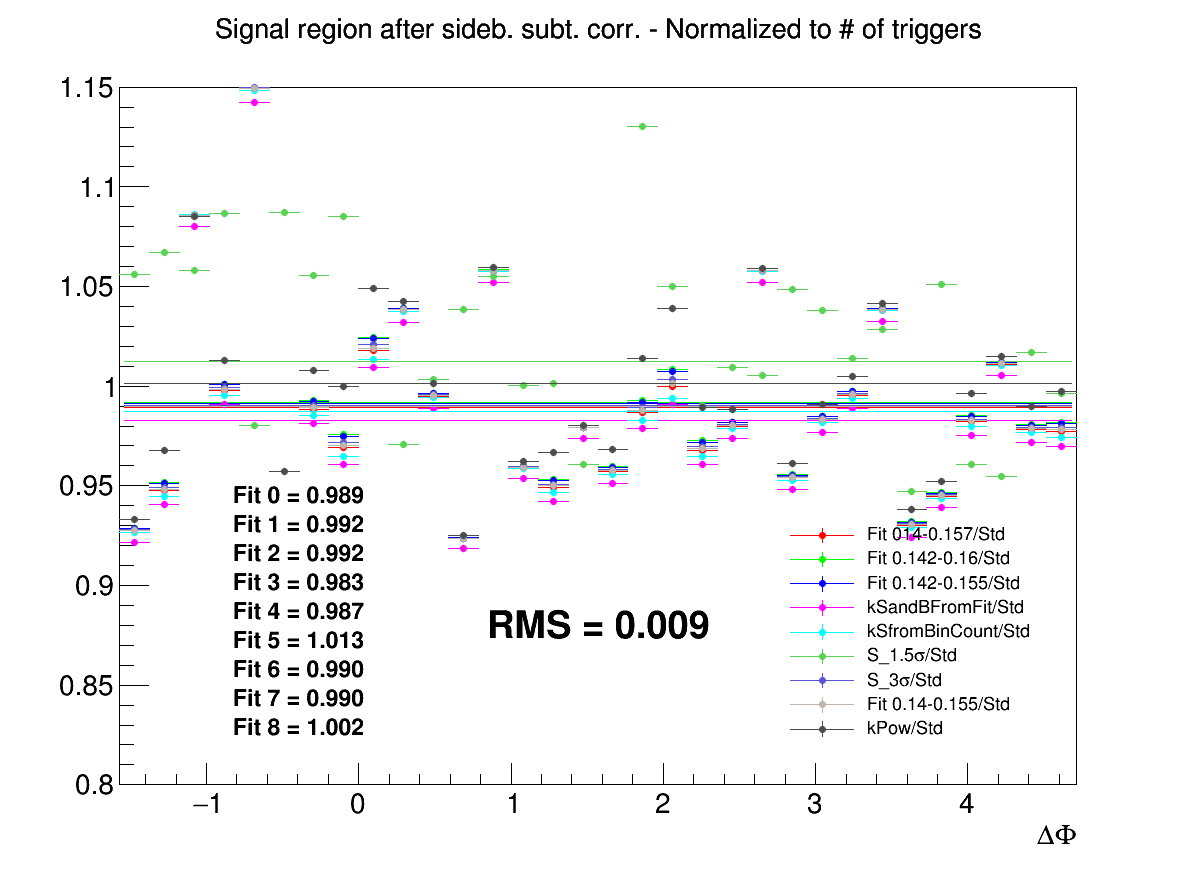 Signal region after sideb. subt. corr. - Normalized to # of triggers
1.15
1.1
1.05
1
0.95
0.9
0.85
0.8
Fit 0 = 0.989
Fit 1 = 0.992
Fit 2 = 0.992
Fit 3 = 0.983
Fit 4 = 0.987
Fit 5 = 1.013
Fit 6 = 0.990
Fit 7 = 0.990
Fit 8 = 1.002
RMS = 0.009
Fit 014-0.157/Std
Fit 0.142-0.16/Std
Fit 0.142-0.155/Std
kSandBFromFit/Std
kSfromBinCount/Std
S_1.5σ/Std
S_3σ/Std
Fit 0.14-0.155/Std
kPow/Std
−1 0 1 2 3 4
ΔΦ